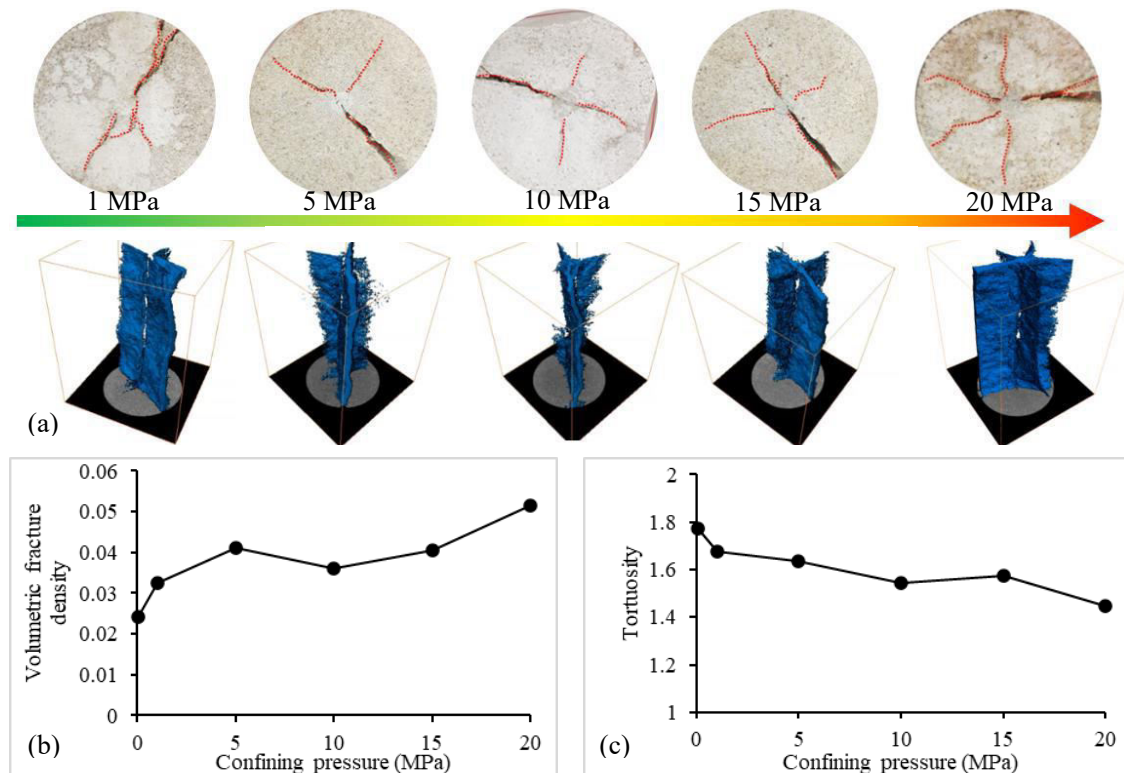 1 MPa 5 MPa 10 MPa 15 MPa 20 MPa
(a)
0.06
0.05
0.04
0.03
0.02
0.01
0
Volumetric fracture
density
0 5 10 15 20
(b)
Confining pressure (MPa)
2
1.8
1.6
1.4
1.2
1
Tortuosity
0 5 10 15 20
(c)
Confining pressure (MPa)